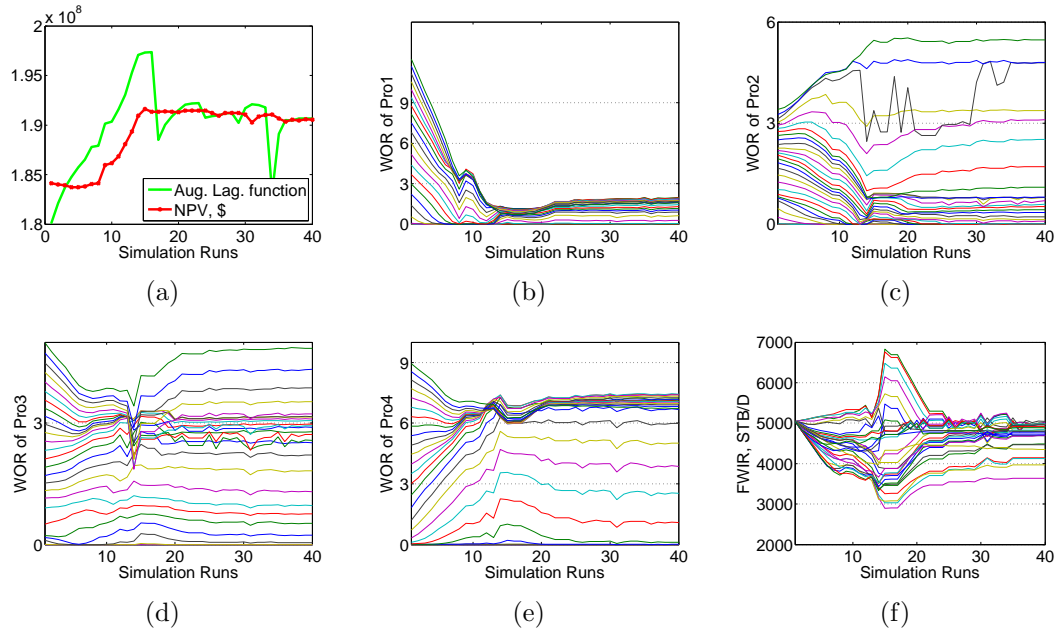 2 x 10^8
1.95
1.9
1.85
1.8
0 10 20 30 40
Aug. Lag. function
NPV, $
Simulation Runs
(a)
WOR of Pro1
9
6
3
0
10 20 30 40
Simulation Runs
(b)
WOR of Pro2
6
3
0
10 20 30 40
Simulation Runs
(c)
WOR of Pro3
3
0
10 20 30 40
Simulation Runs
(d)
WOR of Pro4
9
6
3
0
10 20 30 40
Simulation Runs
(e)
FWIR, STB/D
7000
6000
5000
4000
3000
2000
10 20 30 40
Simulation Runs
(f)